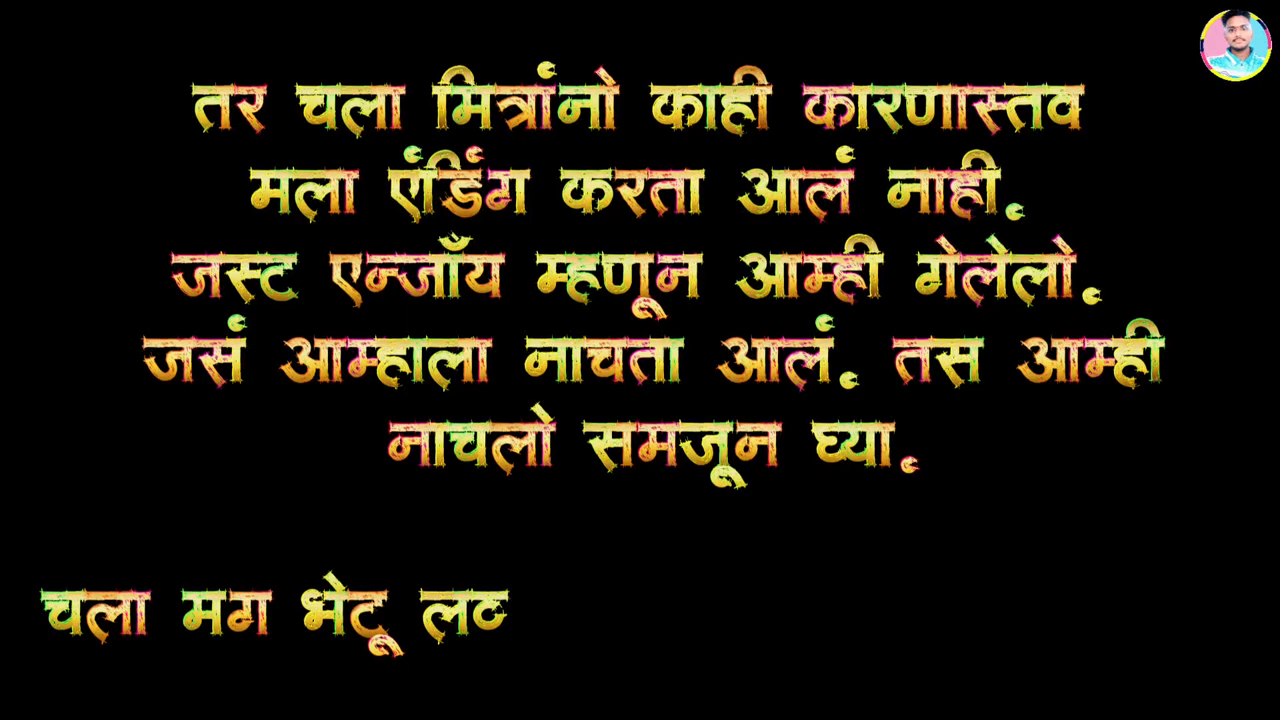 तर चला मित्रांनो काही कारणास्तव
मला एंडिंग करता आलं नाही.
जस्ट एन्जॉय म्हणून आम्ही गेलेलो.
जसं आम्हाला नाचता आलं. तस आम्ही
नाचलो समजून घ्या.
चला मग भेटू